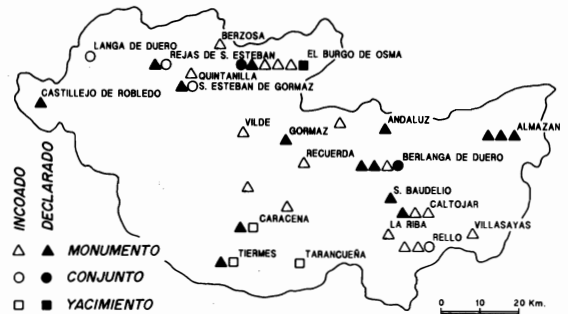 BERZOSA
LANGA DE DUERO
REJAS DE S. ESTEBAN
EL BURGO DE OSMA
QUINTANILLA
S. ESTEBAN DE GORMAZ
CASTILLEJO DE ROBLEDO
VILDE
GORMAZ
ANDALUZ
ALMAZAN
RECUERDA
BERLANGA DE DUERO
S. BAUDELIO
CALTOJAR
CARACENA
LA RIBA
VILLASAYAS
RELLO
TIERMES
TARANCUEÑA
INCOADO
DECLARADO
MONUMENTO
CONJUNTO
YACIMIENTO
0 10 20 Km.